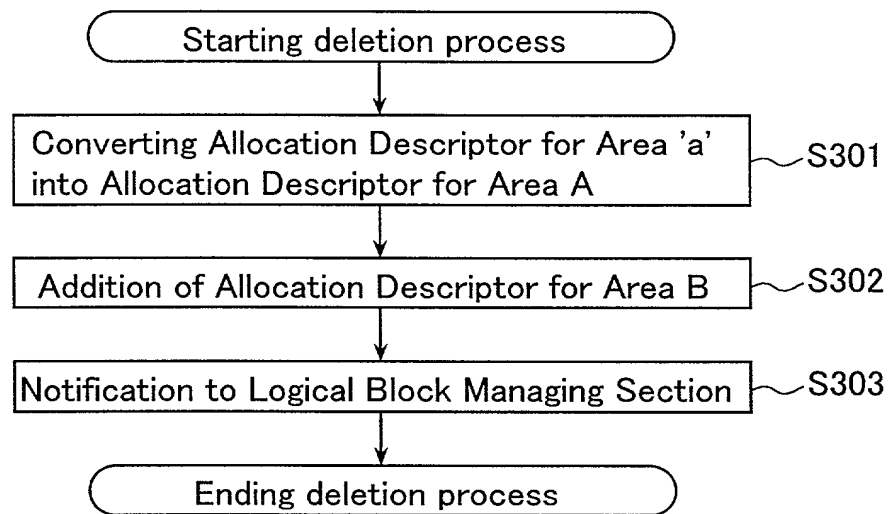 Starting deletion process
Converting Allocation Descriptor for Area 'a'
into Allocation Descriptor for Area A
S301
Addition of Allocation Descriptor for Area B
S302
Notification to Logical Block Managing Section
S303
Ending deletion process